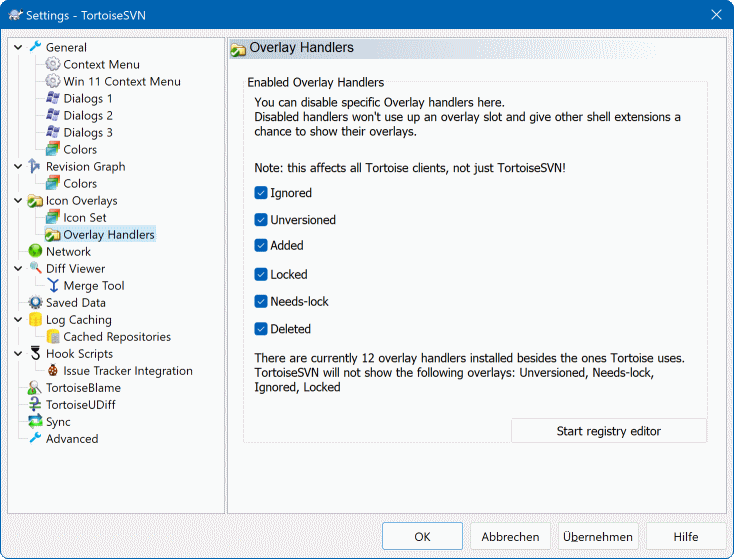 Settings - TortoiseSVN
General
Context Menu
Win 11 Context Menu
Dialogs 1
Dialogs 2
Dialogs 3
Colors
Revision Graph
Colors
Icon Overlays
Icon Set
Overlay Handlers
Network
Diff Viewer
Merge Tool
Saved Data
Log Caching
Cached Repositories
Hook Scripts
Issue Tracker Integration
TortoiseBlame
TortoiseUDiff
Sync
Advanced
Overlay Handlers
Enabled Overlay Handlers
You can disable specific Overlay handlers here.
Disabled handlers won't use up an overlay slot and give other shell extensions a
chance to show their overlays.
Note: this affects all Tortoise clients, not just TortoiseSVN!
Ignored
Unversioned
Added
Locked
Needs-lock
Deleted
There are currently 12 overlay handlers installed besides the ones Tortoise uses.
TortoiseSVN will not show the following overlays: Unversioned, Needs-lock,
Ignored, Locked
Start registry editor
OK
Abbrechen
Übernehmen
Hilfe